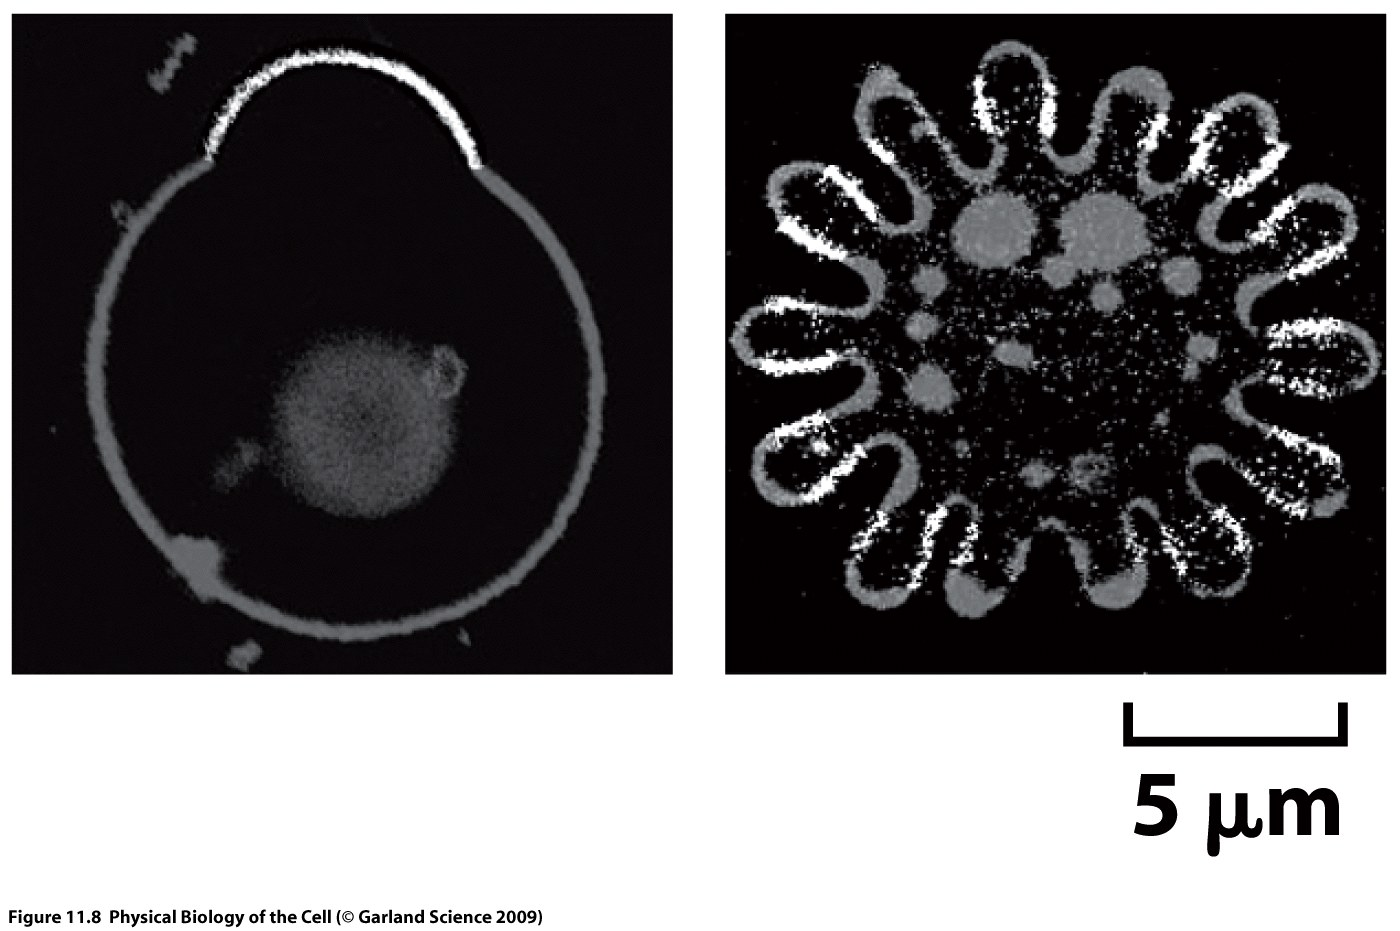 5 μm
Figure 11.8 Physical Biology of the Cell (© Garland Science 2009)